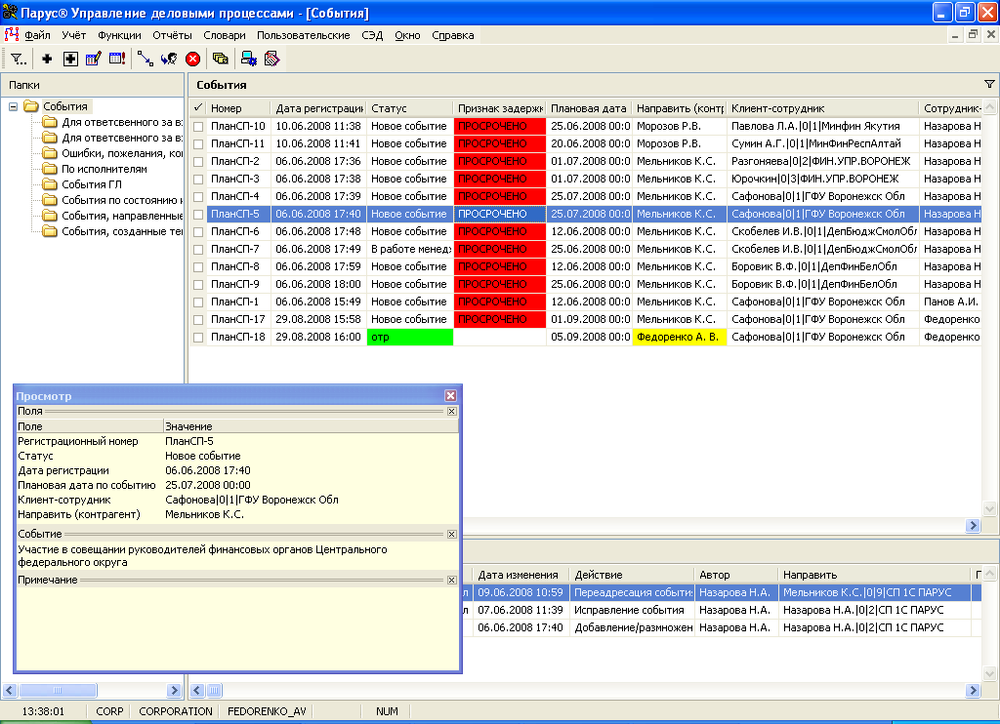 Парус® Управление деловыми процессами - [События]
Файл Учёт Функции Отчёты Словари Пользовательские СЭД Окно Справка
Папки
События
Для ответсвенного за в
Для ответсвенного за в
Ошибки, пожелания, ко
По исполнителям
События ГЛ
События по состоянию
События, направленные
События, созданные те
События
Номер Дата регистрации Статус Признак задерж Плановая дата Направить (контр Клиент-сотрудник Сотрудник-
ПланСП-10 10.06.2008 11:38 Новое событие ПРОСРОЧЕНО 25.06.2008 00:0 Морозов Р.В. Павлова Л.А.|0|1|Минфин Якутия Назарова Н
ПланСП-11 10.06.2008 11:41 Новое событие ПРОСРОЧЕНО 20.06.2008 00:0 Морозов Р.В. Сумин А.Г.|0|1|МинФинРеспАлтай Назарова Н
ПланСП-2 06.06.2008 17:36 Новое событие ПРОСРОЧЕНО 01.07.2008 00:0 Мельников К.С. Разгоняева|0|2|ФИН.УПР.ВОРОНЕЖ Назарова Н
ПланСП-3 06.06.2008 17:38 Новое событие ПРОСРОЧЕНО 01.07.2008 00:0 Мельников К.С. Юрочкин|0|3|ФИН.УПР.ВОРОНЕЖ Назарова Н
ПланСП-4 06.06.2008 17:39 Новое событие ПРОСРОЧЕНО 25.07.2008 00:0 Мельников К.С. Сафонова|0|1|ГФУ Воронежск Обл Назарова Н
ПланСП-5 06.06.2008 17:40 Новое событие ПРОСРОЧЕНО 25.07.2008 00:0 Мельников К.С. Сафонова|0|1|ГФУ Воронежск Обл Назарова Н
ПланСП-6 06.06.2008 17:48 Новое событие ПРОСРОЧЕНО 12.06.2008 00:0 Мельников К.С. Скобелев И.В.|0|1|ДепБюджСмолОбл Назарова Н
ПланСП-7 06.06.2008 17:49 В работе менед ПРОСРОЧЕНО 25.06.2008 00:0 Мельников К.С. Скобелев И.В.|0|1|ДепБюджСмолОбл Назарова Н
ПланСП-8 06.06.2008 17:59 Новое событие ПРОСРОЧЕНО 12.06.2008 00:0 Мельников К.С. Боровик В.Ф.|0|1|ДепФинБелОбл Назарова Н
ПланСП-9 06.06.2008 18:00 Новое событие ПРОСРОЧЕНО 25.06.2008 00:0 Мельников К.С. Боровик В.Ф.|0|1|ДепФинБелОбл Назарова Н
ПланСП-1 06.06.2008 15:49 Новое событие ПРОСРОЧЕНО 12.06.2008 00:0 Мельников К.С. Сафонова|0|1|ГФУ Воронежск Обл Панов А.И.
ПланСП-17 29.08.2008 15:58 Новое событие ПРОСРОЧЕНО 01.09.2008 00:0 Мельников К.С. Сафонова|0|1|ГФУ Воронежск Обл Федоренко
ПланСП-18 29.08.2008 16:00 отр 05.09.2008 00:0 Федоренко А. В. Сафонова|0|1|ГФУ Воронежск Обл Федоренко
Просмотр
Поля
Поле Значение
Регистрационный номер ПланСП-5
Статус Новое событие
Дата регистрации 06.06.2008 17:40
Плановая дата по событию 25.07.2008 00:00
Клиент-сотрудник Сафонова|0|1|ГФУ Воронежск Обл
Направить (контрагент) Мельников К.С.
Событие
Участие в совещании руководителей финансовых органов Центрального
федерального округа
Примечание
Дата изменения Действие Автор Направить
л 09.06.2008 10:59 Переадресация событи Назарова Н.А. Мельников К.С.|0|9|СП 1С ПАРУС
л 07.06.2008 11:39 Исправление события Назарова Н.А. Назарова Н.А.|0|2|СП 1С ПАРУС
06.06.2008 17:40 Добавление/размножен Назарова Н.А. Назарова Н.А.|0|2|СП 1С ПАРУС
13:38:01 CORP CORPORATION FEDORENKO_AV NUM